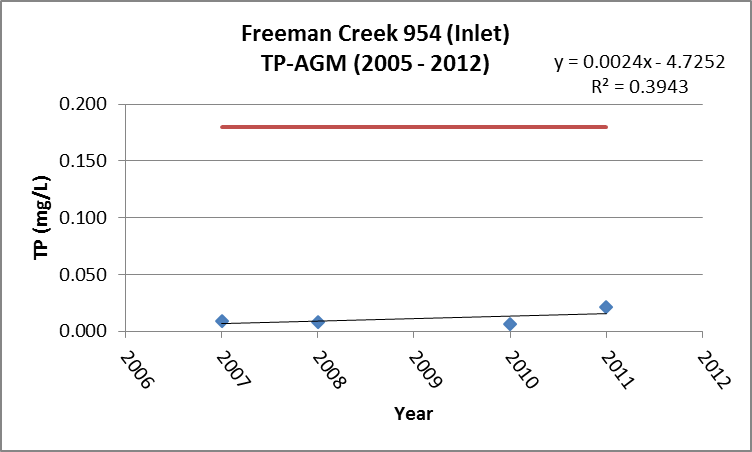 Freeman Creek 954 (Inlet)
TP-AGM (2005 - 2012)
y = 0.0024x - 4.7252
R² = 0.3943
TP (mg/L)
0.200
0.150
0.100
0.050
0.000
2006
2007
2008
2009
2010
2011
2012
Year